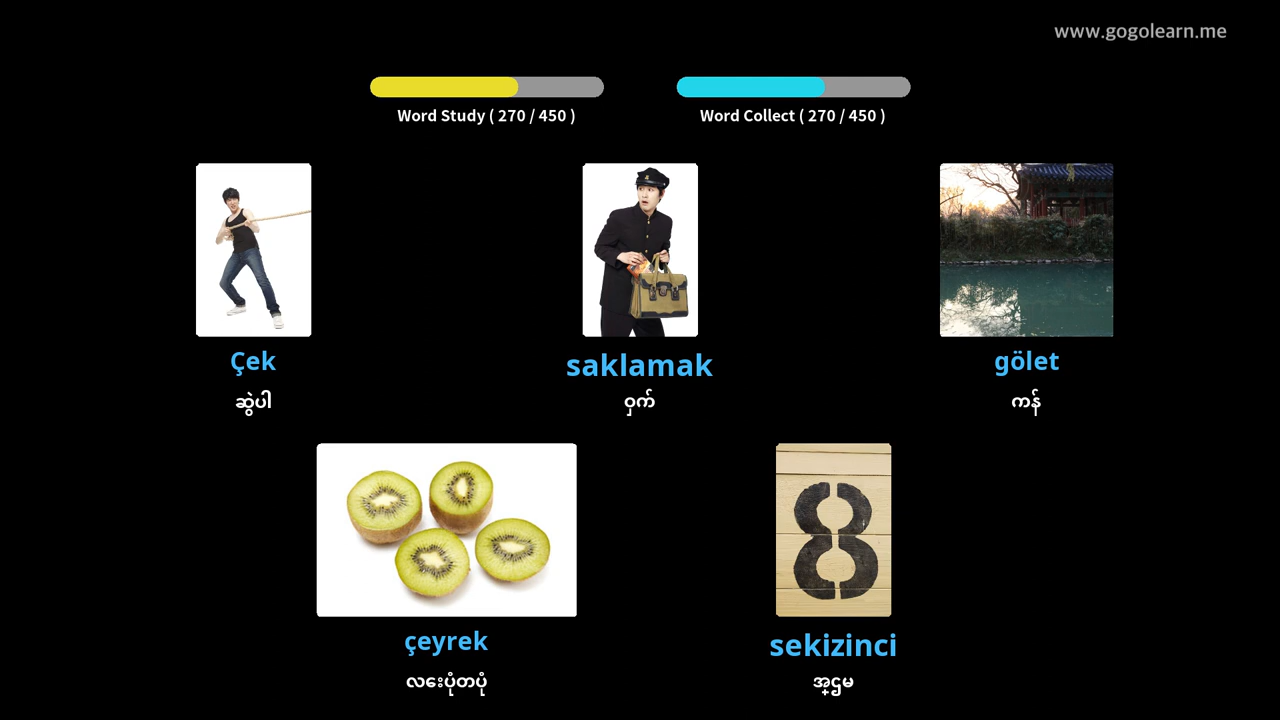 www.gogolearn.me
Word Study ( 270 / 450 )
Word Collect ( 270 / 450 )
Çek
saklamak
gölet
ဆွဲပါ
ဝှက်
ကန်
8
çeyrek
sekizinci
လးေပုံတပုံ
အဋ္ဌမ